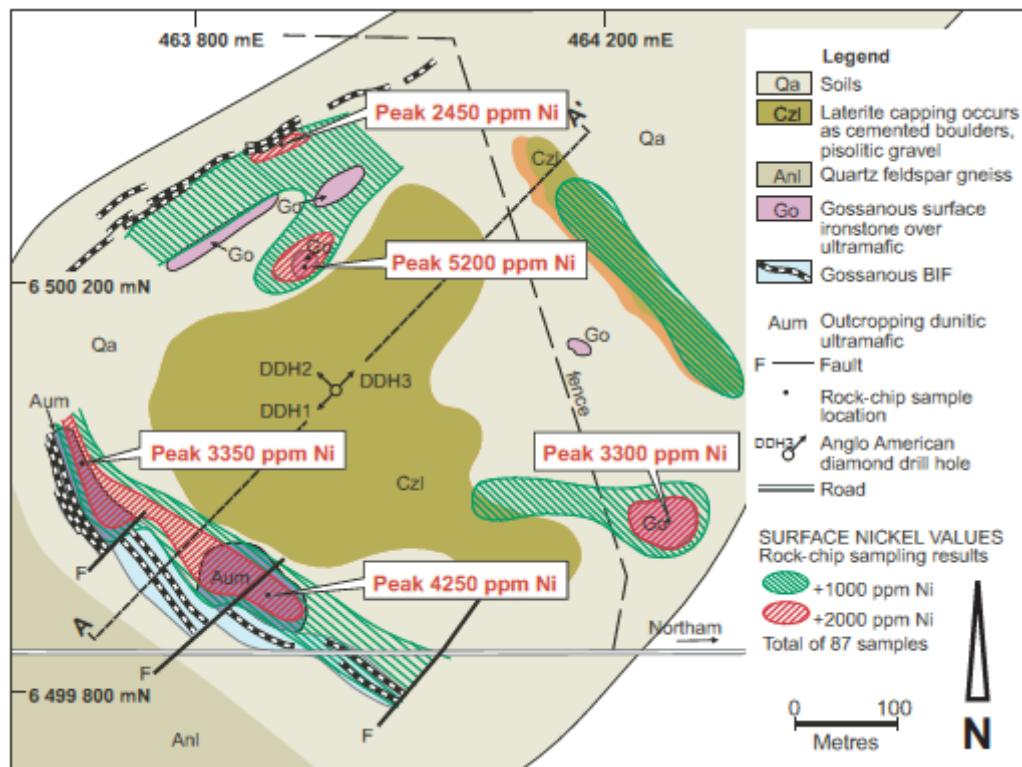 463 800 mE
464 200 mE
Peak 2450 ppm Ni
A'
Qa
Czl
Go
Go
Go
Peak 5200 ppm Ni
6 500 200 mN
Qa
Go
DDH2
DDH3
DDH1
fence
Aum
Peak 3350 ppm Ni
Peak 3300 ppm Ni
Czl
Go
F
Aum
Peak 4250 ppm Ni
A
Northam
F
6 499 800 mN
F
Anl
Legend
Qa Soils
Czl Laterite capping occurs
as cemented boulders,
pisolitic gravel
Anl Quartz feldspar gneiss
Go Gossanous surface
ironstone over
ultramafic
Gossanous BIF
Aum Outcropping dunitic
ultramafic
F Fault
Rock-chip sample
location
DDH3 Anglo American
diamond drill hole
Road
SURFACE NICKEL VALUES
Rock-chip sampling results
+1000 ppm Ni
+2000 ppm Ni
Total of 87 samples
0 100
Metres
N